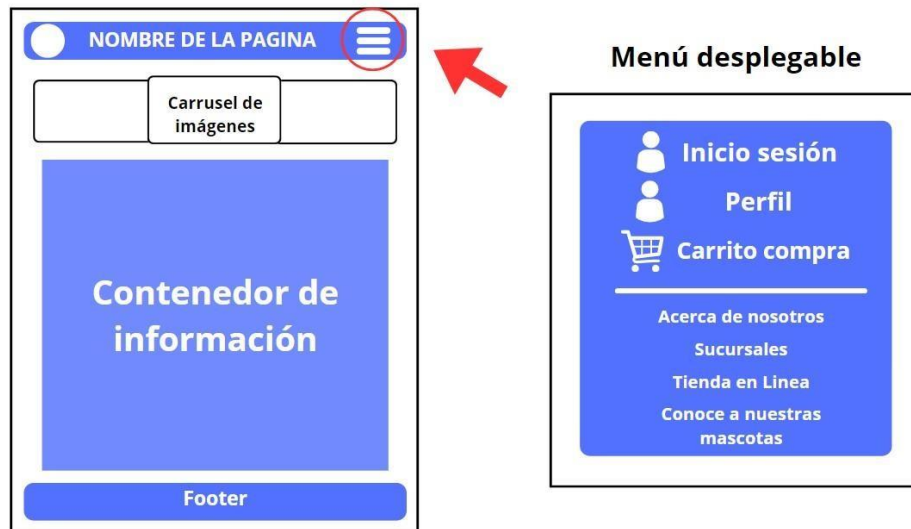 NOMBRE DE LA PAGINA
Carrusel de
imágenes
Contenedor de
información
Footer
Menú desplegable
Inicio sesión
Perfil
Carrito compra
Acerca de nosotros
Sucursales
Tienda en Linea
Conoce a nuestras
mascotas